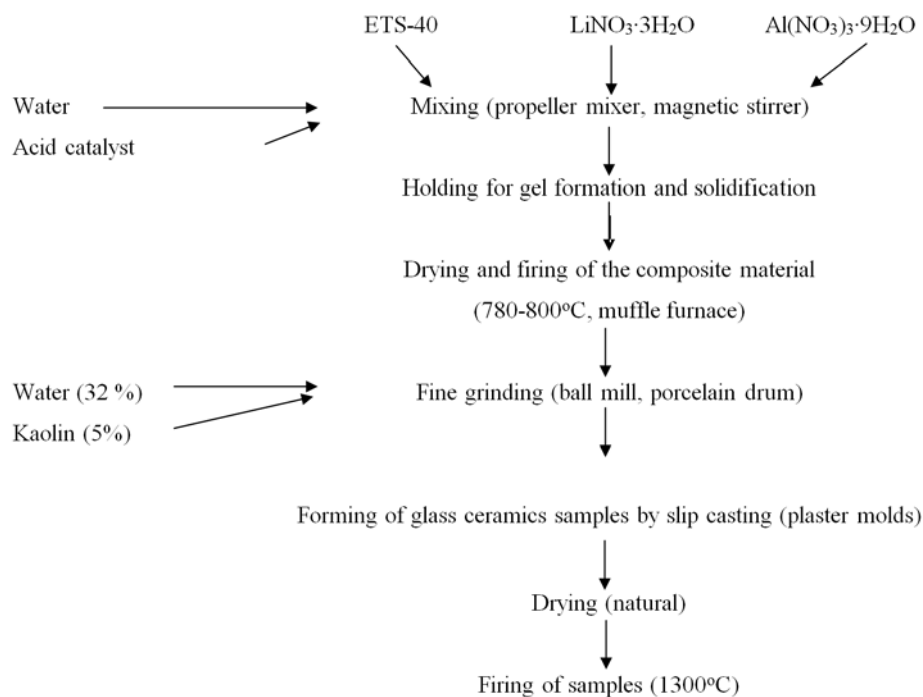 ETS-40 LiNO₃·3H₂O Al(NO₃)₃·9H₂O
Water
Mixing (propeller mixer, magnetic stirrer)
Acid catalyst
Holding for gel formation and solidification
Drying and firing of the composite material
(780-800°C, muffle furnace)
Water (32 %)
Fine grinding (ball mill, porcelain drum)
Kaolin (5%)
Forming of glass ceramics samples by slip casting (plaster molds)
Drying (natural)
Firing of samples (1300°C)